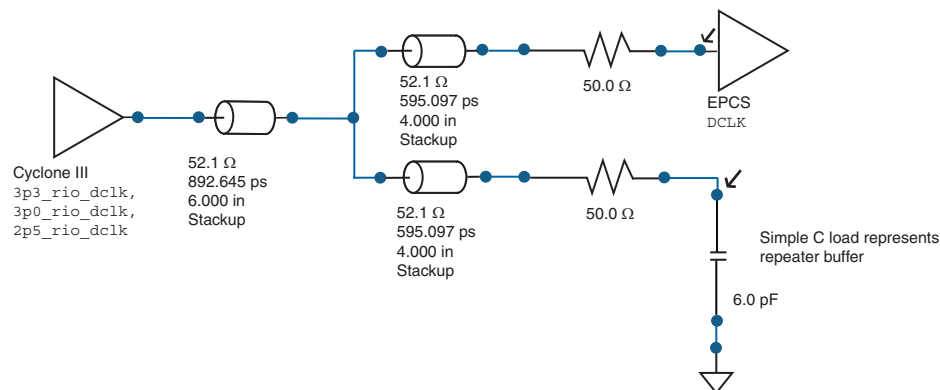 52.1 Ω
595.097 ps
4.000 in
Stackup
50.0 Ω
EPCS
DCLK
Cyclone III
3p3_rio_dclk,
3p0_rio_dclk,
2p5_rio_dclk
52.1 Ω
892.645 ps
6.000 in
Stackup
52.1 Ω
595.097 ps
4.000 in
Stackup
50.0 Ω
Simple C load represents
repeater buffer
6.0 pF